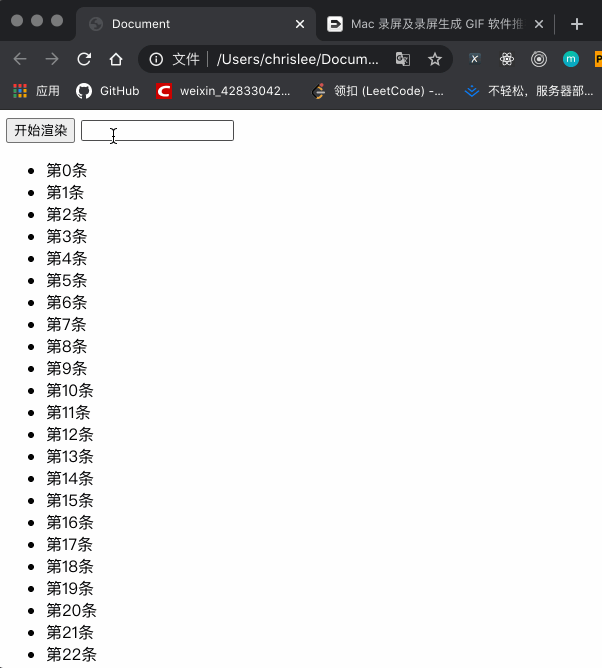 Document
Mac 录屏及录屏生成 GIF 软件推
文件
/Users/chrislee/Docum...
应用
GitHub
weixin_42833042...
领扣 (LeetCode) -...
不轻松，服务器部...
开始渲染
第0条
第1条
第2条
第3条
第4条
第5条
第6条
第7条
第8条
第9条
第10条
第11条
第12条
第13条
第14条
第15条
第16条
第17条
第18条
第19条
第20条
第21条
第22条